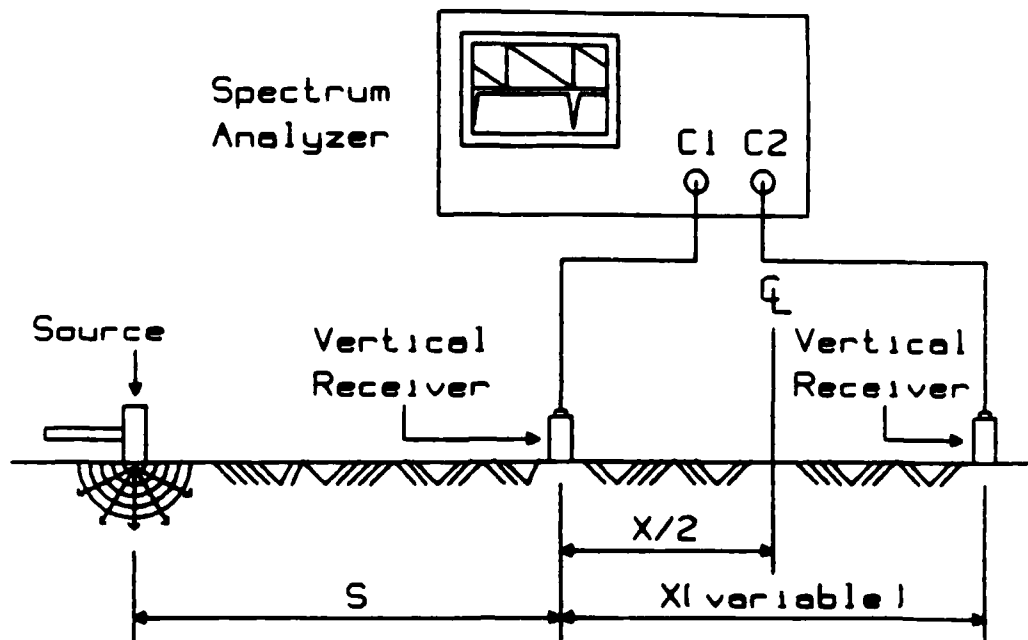 Spectrum
Analyzer
C1 C2
℄
Source
Vertical
Receiver
Vertical
Receiver
X/2
S
X(variable)